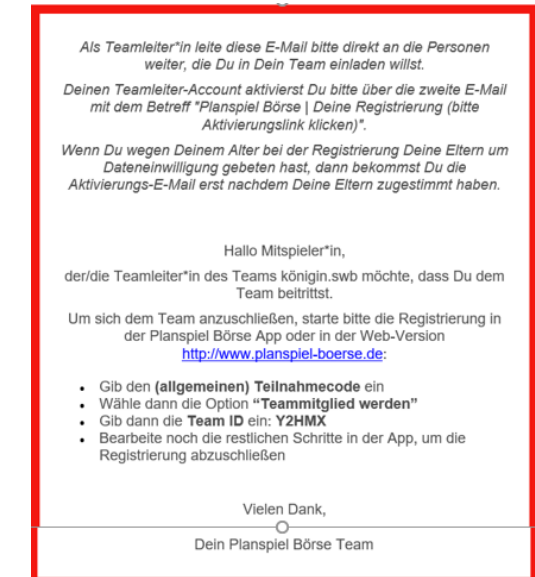 Als Teamleiter*in leite diese E-Mail bitte direkt an die Personen
weiter, die Du in Dein Team einladen willst.
Deinen Teamleiter-Account aktivierst Du bitte über die zweite E-Mail
mit dem Betreff "Planspiel Börse | Deine Registrierung (bitte
Aktivierungslink klicken)".
Wenn Du wegen Deinem Alter bei der Registrierung Deine Eltern um
Dateneinwilligung gebeten hast, dann bekommst Du die
Aktivierungs-E-Mail erst nachdem Deine Eltern zugestimmt haben.
Hallo Mitspieler*in,
der/die Teamleiter*in des Teams königin.swb möchte, dass Du dem
Team beitrittst.
Um sich dem Team anzuschließen, starte bitte die Registrierung in
der Planspiel Börse App oder in der Web-Version
http://www.planspiel-boerse.de:
• Gib den (allgemeinen) Teilnahmecode ein
• Wähle dann die Option “Teammitglied werden”
• Gib dann die Team ID ein: Y2HMX
• Bearbeite noch die restlichen Schritte in der App, um die
Registrierung abzuschließen
Vielen Dank,
Dein Planspiel Börse Team